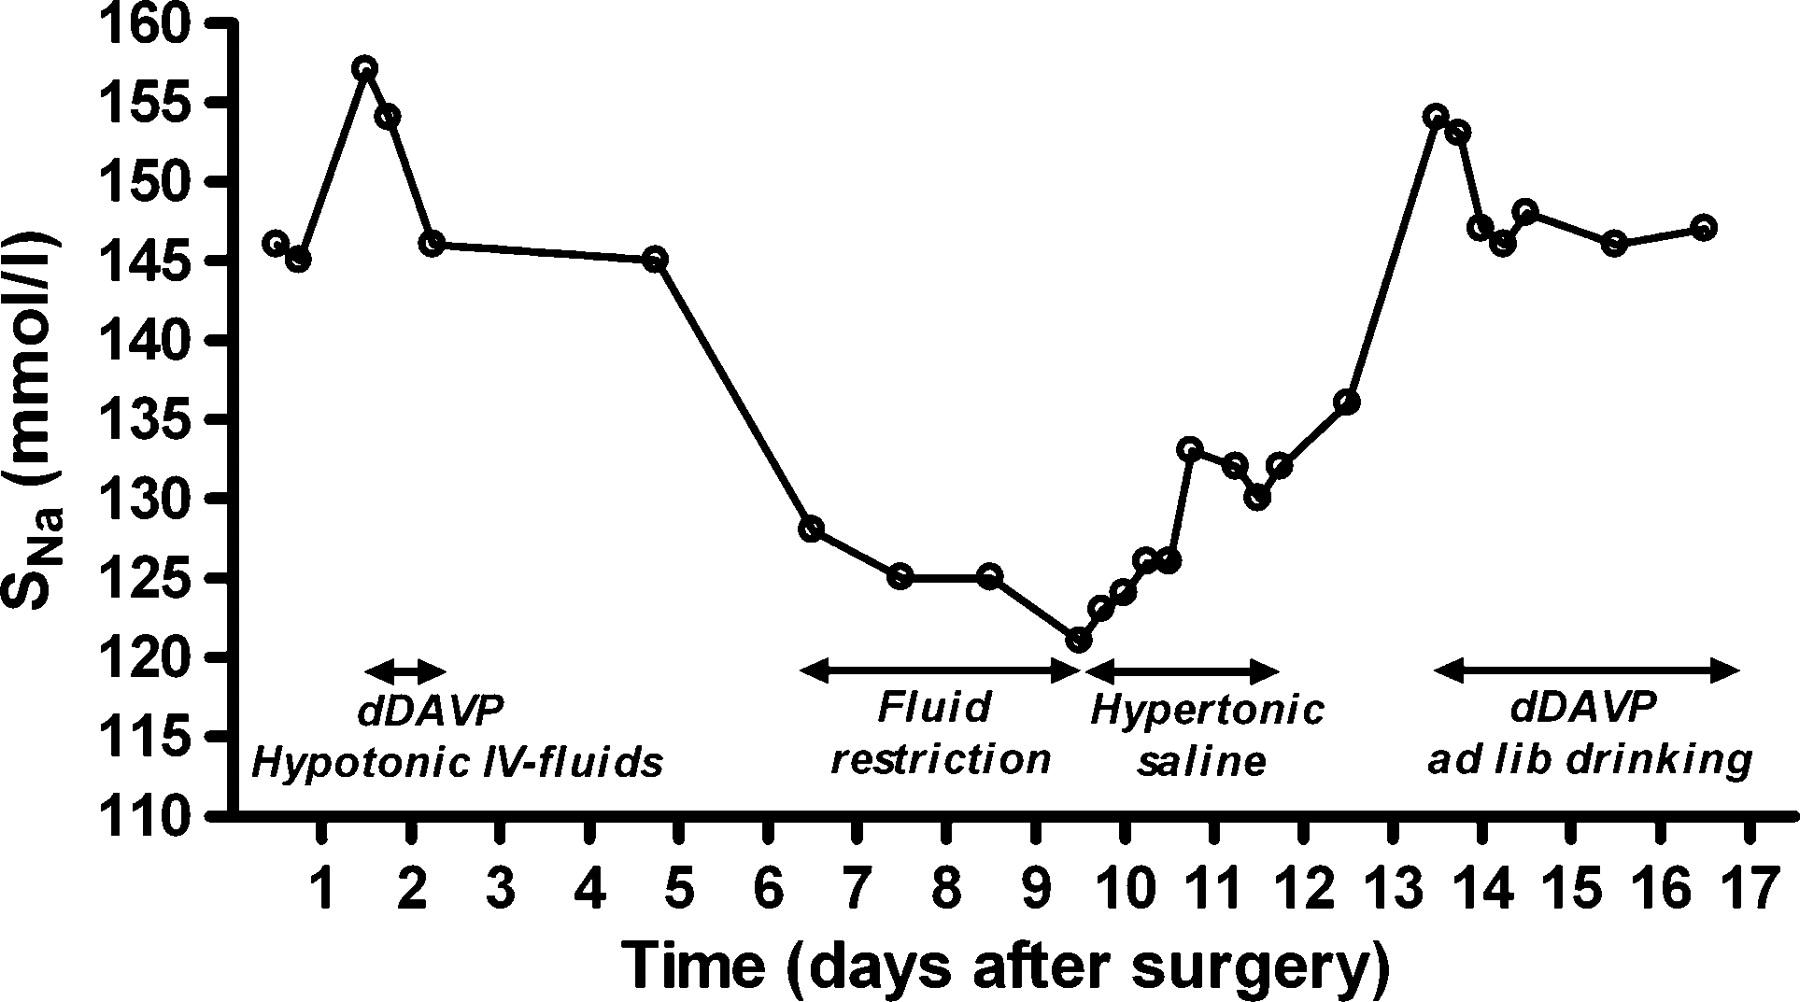 160
155
150
145
140
135
130
125
120
115
110
S_Na (mmol/l)
dDAVP
Hypotonic IV-fluids
Fluid
restriction
Hypertonic
saline
dDAVP
ad lib drinking
1 2 3 4 5 6 7 8 9 10 11 12 13 14 15 16 17
Time (days after surgery)